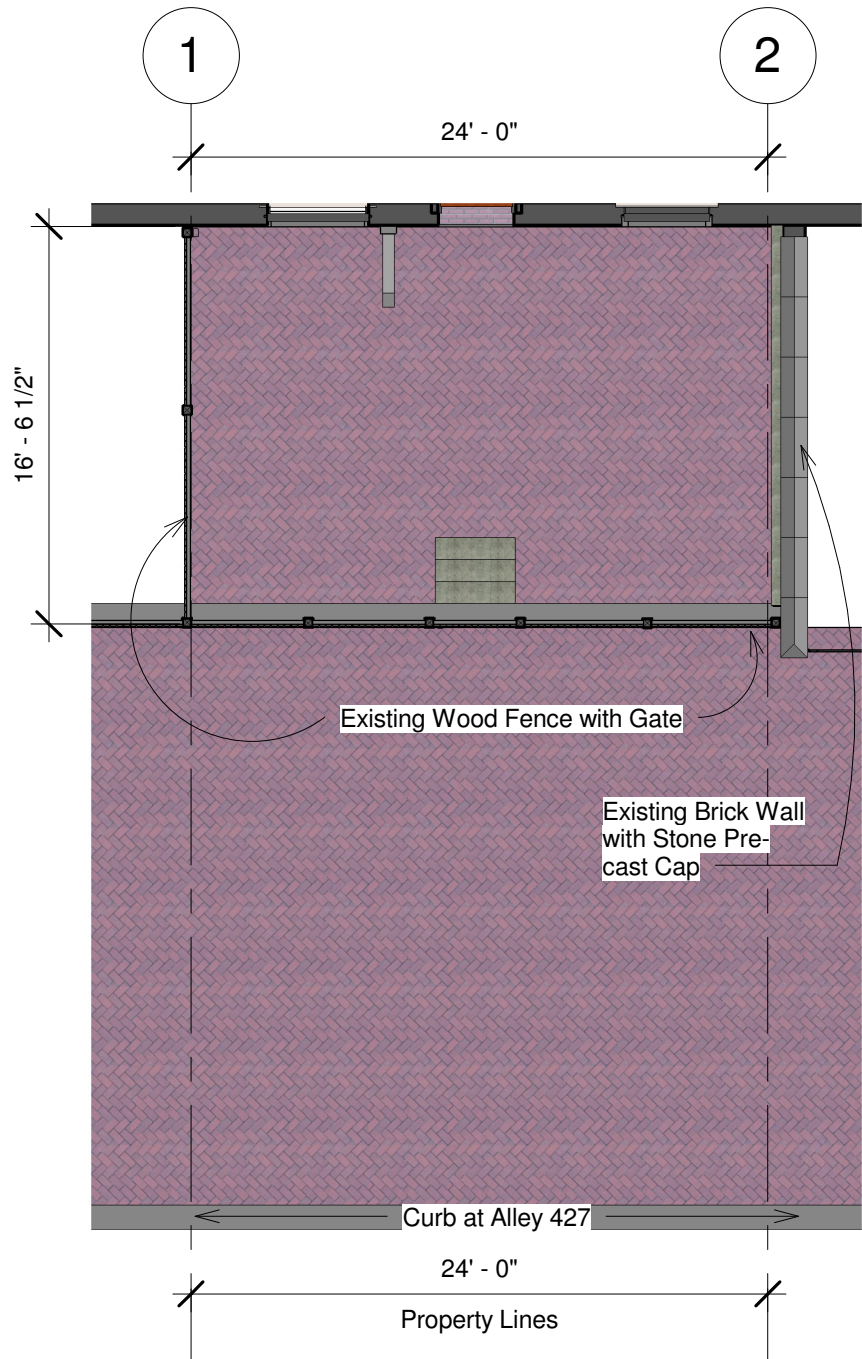 1
2
24' - 0"
16' - 6 1/2"
Existing Wood Fence with Gate
Existing Brick Wall
with Stone Pre-
cast Cap
Curb at Alley 427
24' - 0"
Property Lines